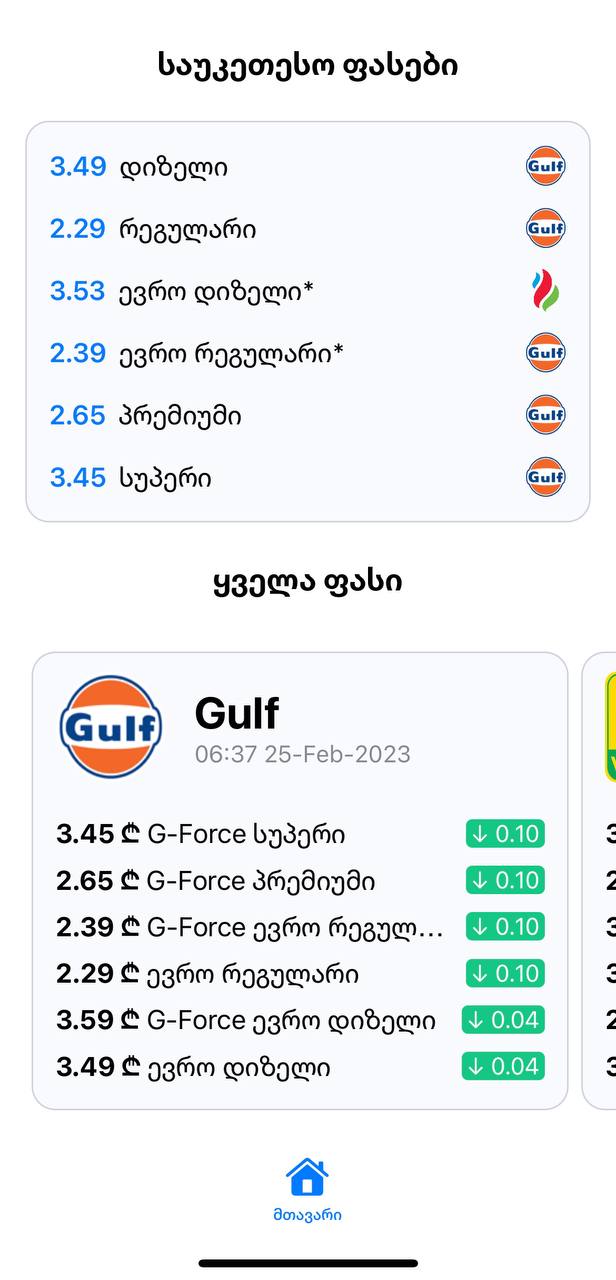 საუკეთესო ფასები
3.49 დიზელი Gulf
2.29 რეგულარი Gulf
3.53 ევრო დიზელი*
2.39 ევრო რეგულარი* Gulf
2.65 პრემიუმი Gulf
3.45 სუპერი Gulf
ყველა ფასი
Gulf Gulf
06:37 25-Feb-2023
3.45 ₾ G-Force სუპერი ↓ 0.10
2.65 ₾ G-Force პრემიუმი ↓ 0.10
2.39 ₾ G-Force ევრო რეგულ... ↓ 0.10
2.29 ₾ ევრო რეგულარი ↓ 0.10
3.59 ₾ G-Force ევრო დიზელი ↓ 0.04
3.49 ₾ ევრო დიზელი ↓ 0.04
მთავარი